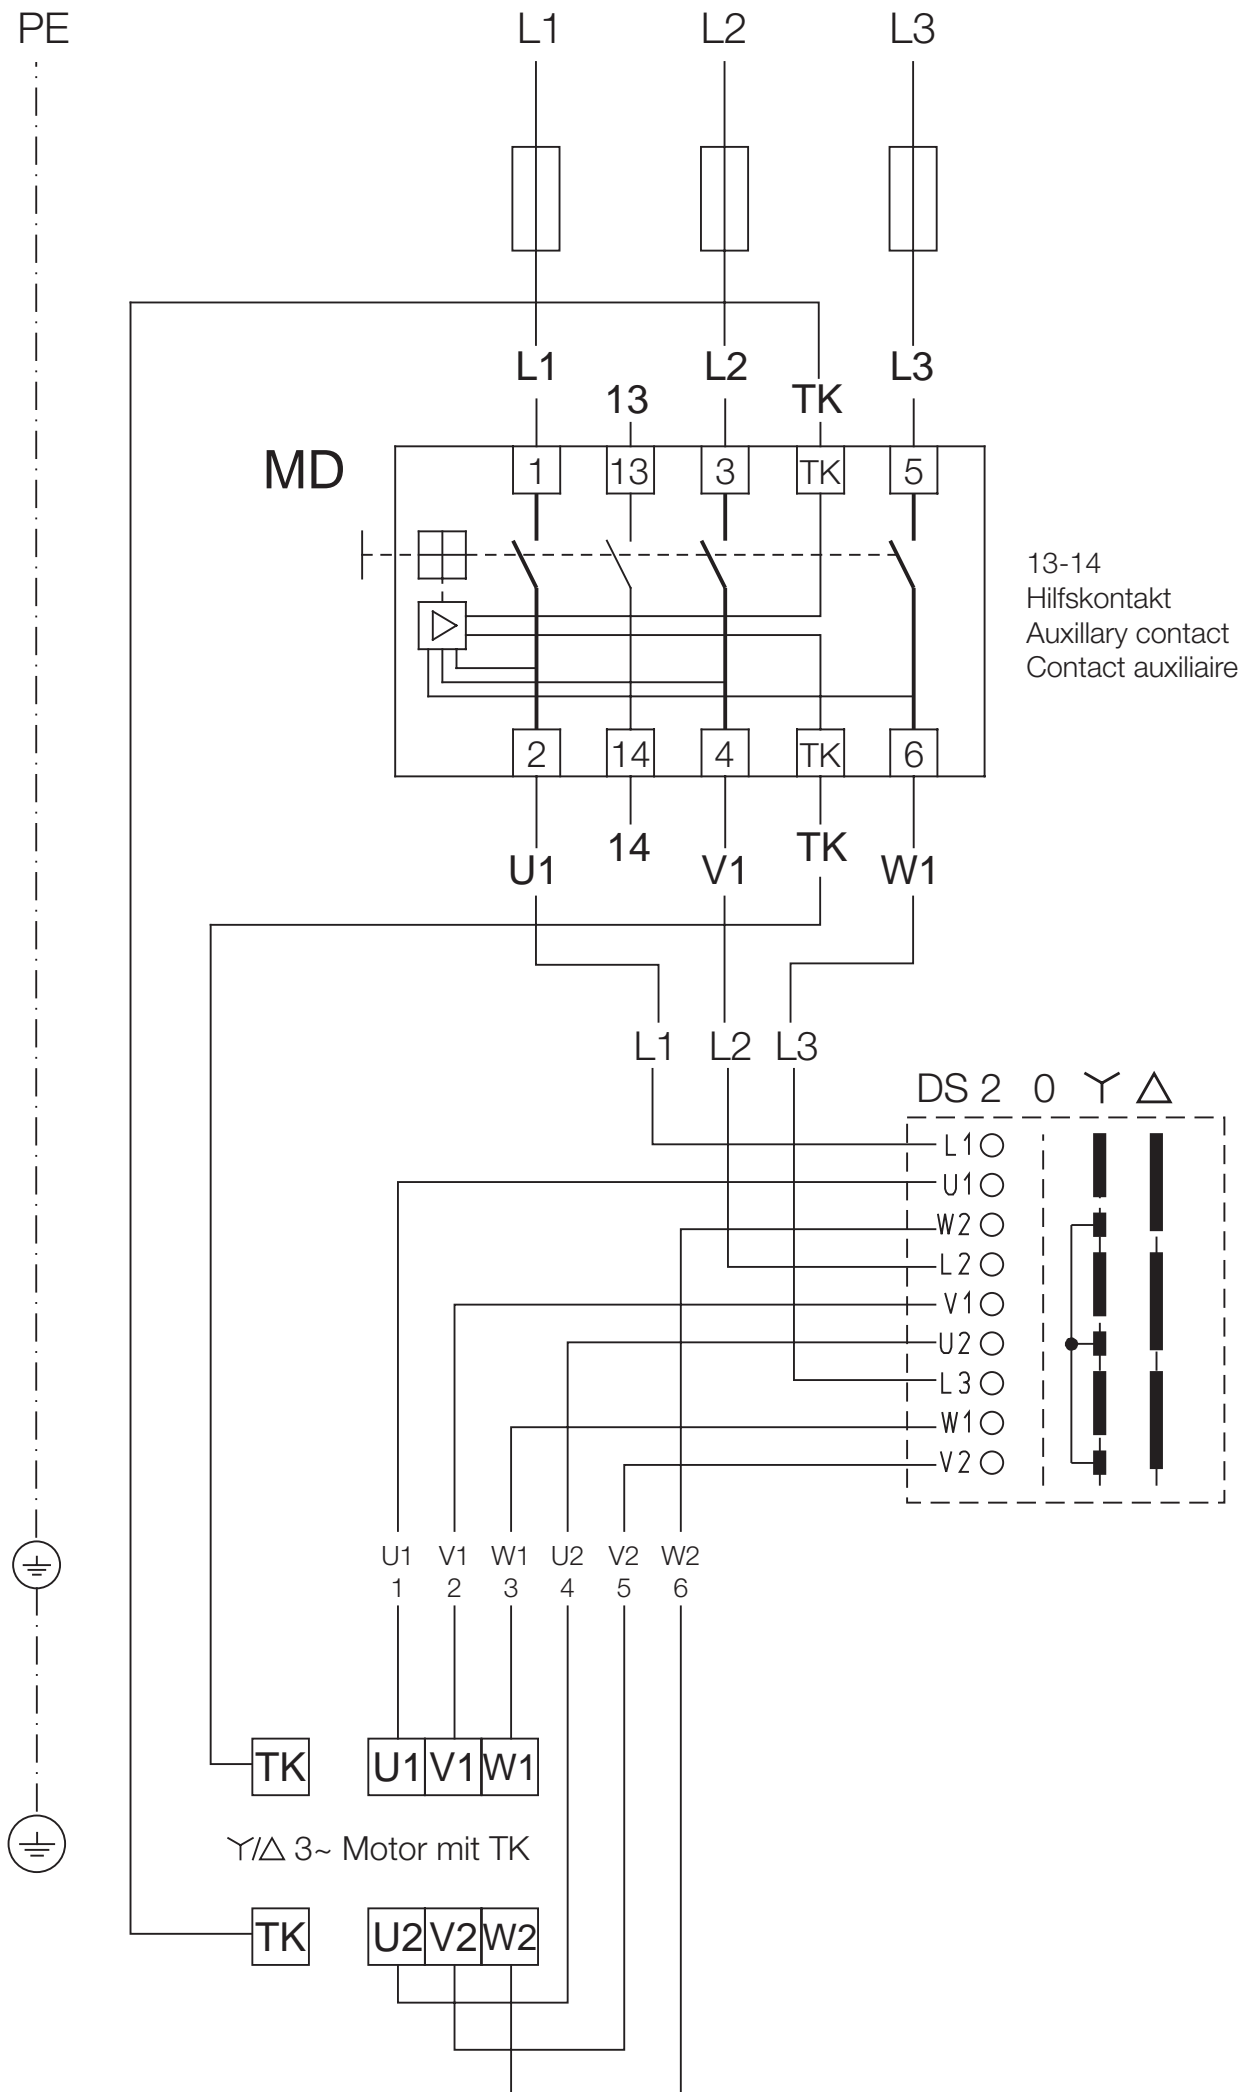 PE L1 L2 L3
L1 L2 L3
13 TK
MD
1 13 3 TK 5
13-14
Hilfskontakt
Auxillary contact
Contact auxiliaire
2 14 4 TK 6
14 TK
U1 V1 W1
L1 L2 L3
DS 2 0
L1
U1
W2
L2
V1
U2
L3
W1
V2
U1 V1 W1 U2 V2 W2
1 2 3 4 5 6
TK U1 V1 W1
Y/△ 3~ Motor mit TK
TK U2 V2 W2